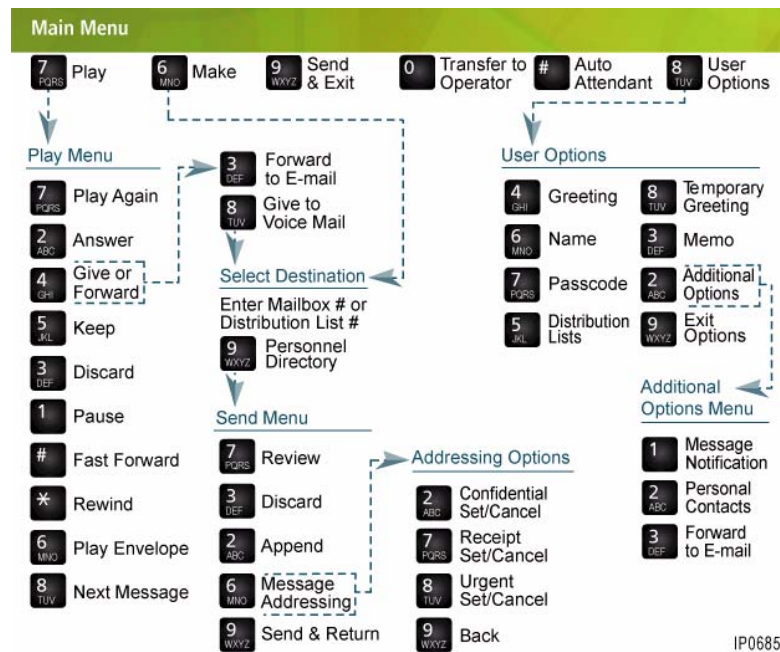 Main Menu
7 PQRS Play
6 MNO Make
9 WXYZ Send & Exit
0 Transfer to Operator
# Auto Attendant
8 TUV User Options
Play Menu
7 PQRS Play Again
2 ABC Answer
4 GHI Give or Forward
5 JKL Keep
3 DEF Discard
1 Pause
# Fast Forward
* Rewind
6 MNO Play Envelope
8 TUV Next Message
3 DEF Forward to E-mail
8 TUV Give to Voice Mail
Select Destination
Enter Mailbox # or
Distribution List #
9 WXYZ Personnel Directory
Send Menu
7 PQRS Review
3 DEF Discard
2 ABC Append
6 MNO Message Addressing
9 WXYZ Send & Return
Addressing Options
2 ABC Confidential Set/Cancel
7 PQRS Receipt Set/Cancel
8 TUV Urgent Set/Cancel
9 WXYZ Back
User Options
4 GHI Greeting
6 MNO Name
7 PQRS Passcode
5 JKL Distribution Lists
8 TUV Temporary Greeting
3 DEF Memo
2 ABC Additional Options
9 WXYZ Exit Options
Additional
Options Menu
1 Message Notification
2 ABC Personal Contacts
3 DEF Forward to E-mail
IP0685